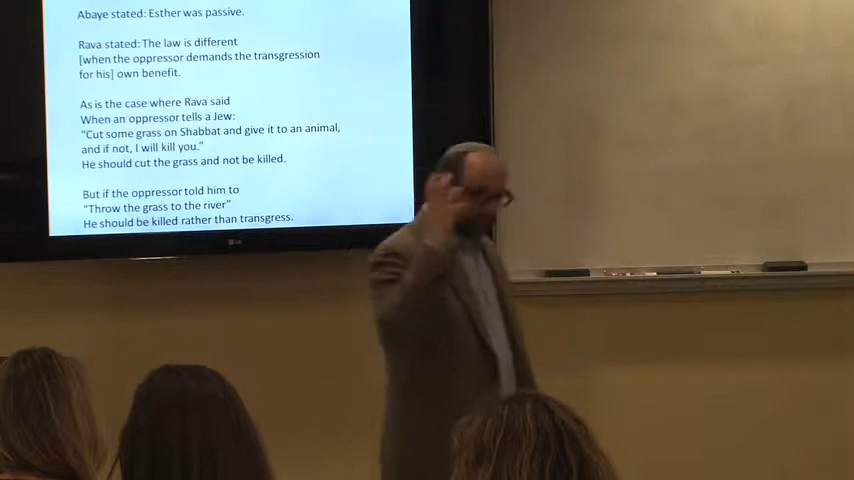 Abaye stated: Esther was passive.
Rava stated: The law is different
[when the oppressor demands the transgression
for his] own benefit.
As is the case where Rava said
When an oppressor tells a Jew:
“Cut some grass on Shabbat and give it to an animal,
and if not, I will kill you.”
He should cut the grass and not be killed.
But if the oppressor told him to
“Throw the grass to the river”
He should be killed rather than transgress.
LG